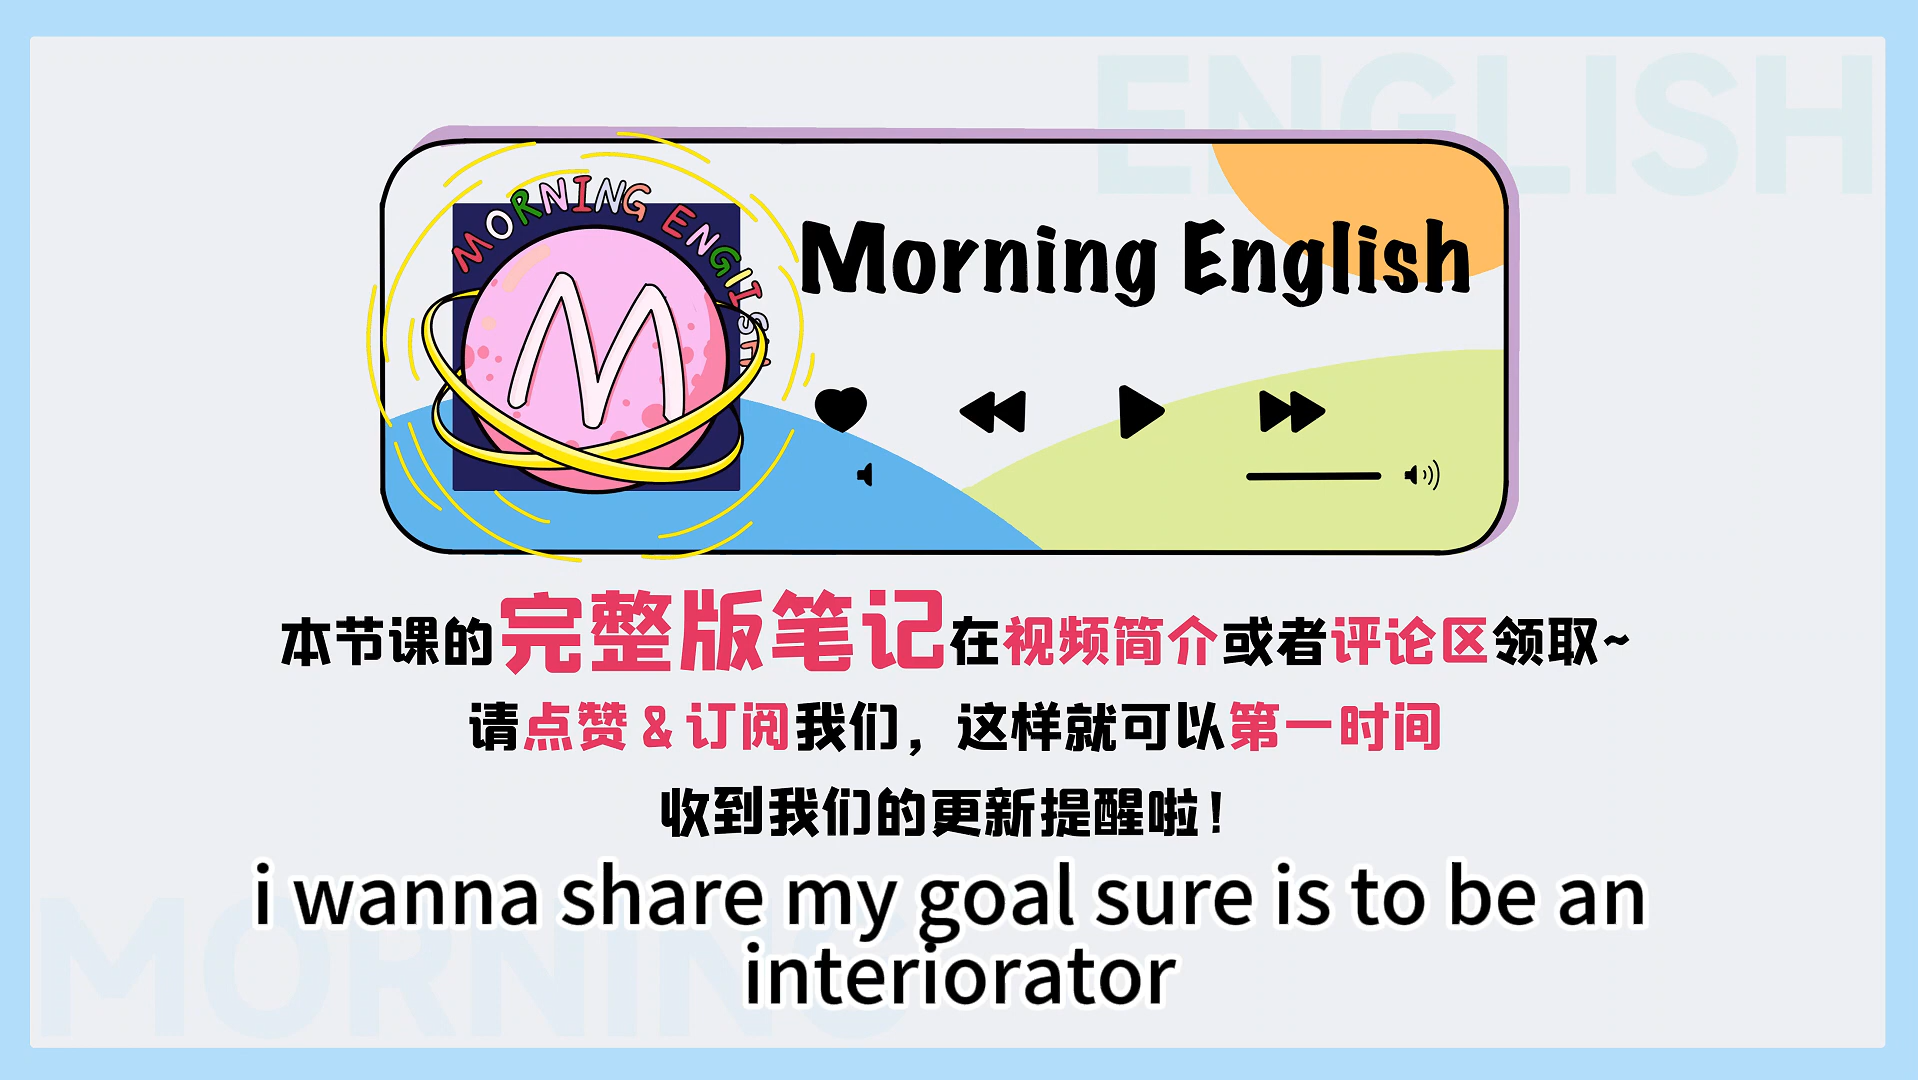 ENGLISH
MORNING ENGLISH
M
Morning English
本节课的完整版笔记在视频简介或者评论区领取~
请点赞&订阅我们，这样就可以第一时间
收到我们的更新提醒啦！
i wanna share my goal sure is to be an
interiorator
MORNING